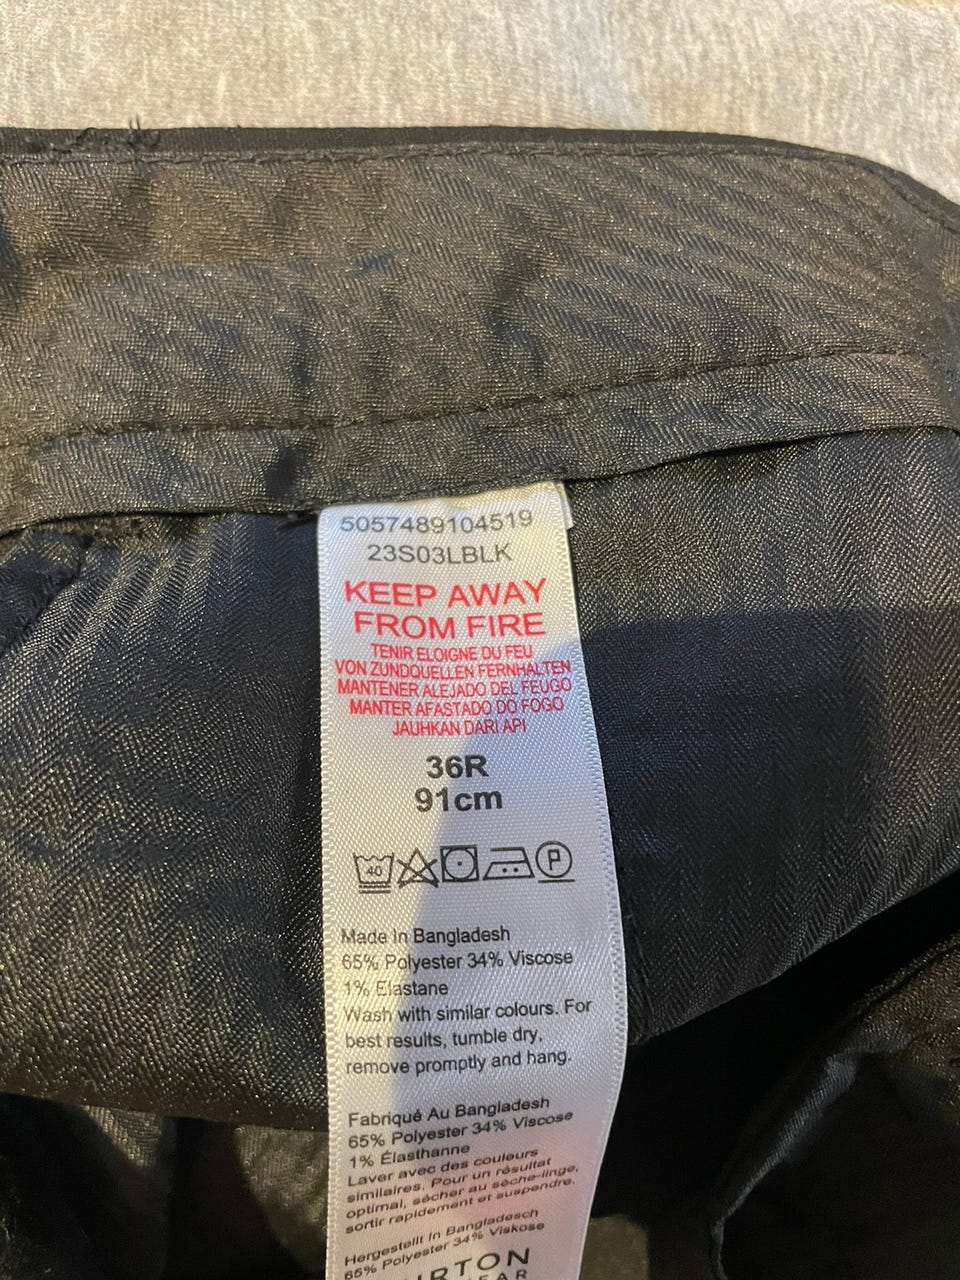 5057489104519
23S03LBLK
KEEP AWAY
FROM FIRE
TENIR ELOIGNE DU FEU
VON ZUNDQUELLEN FERNHALTEN
MANTENER ALEJADO DEL FEUGO
MANTER AFASTADO DO FOGO
JAUHKAN DARI API
36R
91cm
40
P
Made In Bangladesh
65% Polyester 34% Viscose
1% Elastane
Wash with similar colours. For
best results, tumble dry,
remove promptly and hang.
Fabriqué Au Bangladesh
65% Polyester 34% Viscose
1% Élasthanne
Laver avec des couleurs
similaires. Pour un résultat
optimal, sécher au sèche-linge,
sortir rapidement et suspendre.
Hergestellt In Bangladesch
65% Polyester 34% Viskose